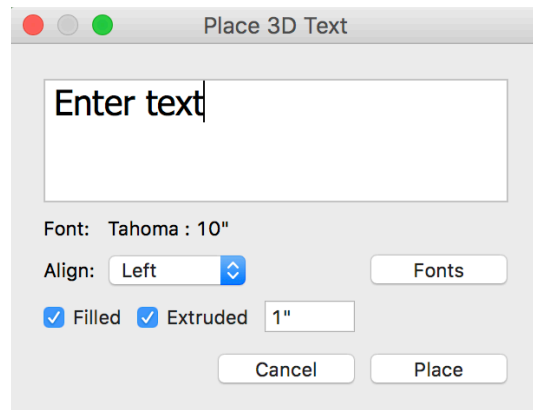 Place 3D Text
Enter text
Font: Tahoma : 10"
Align: Left Fonts
Filled Extruded 1"
Cancel Place